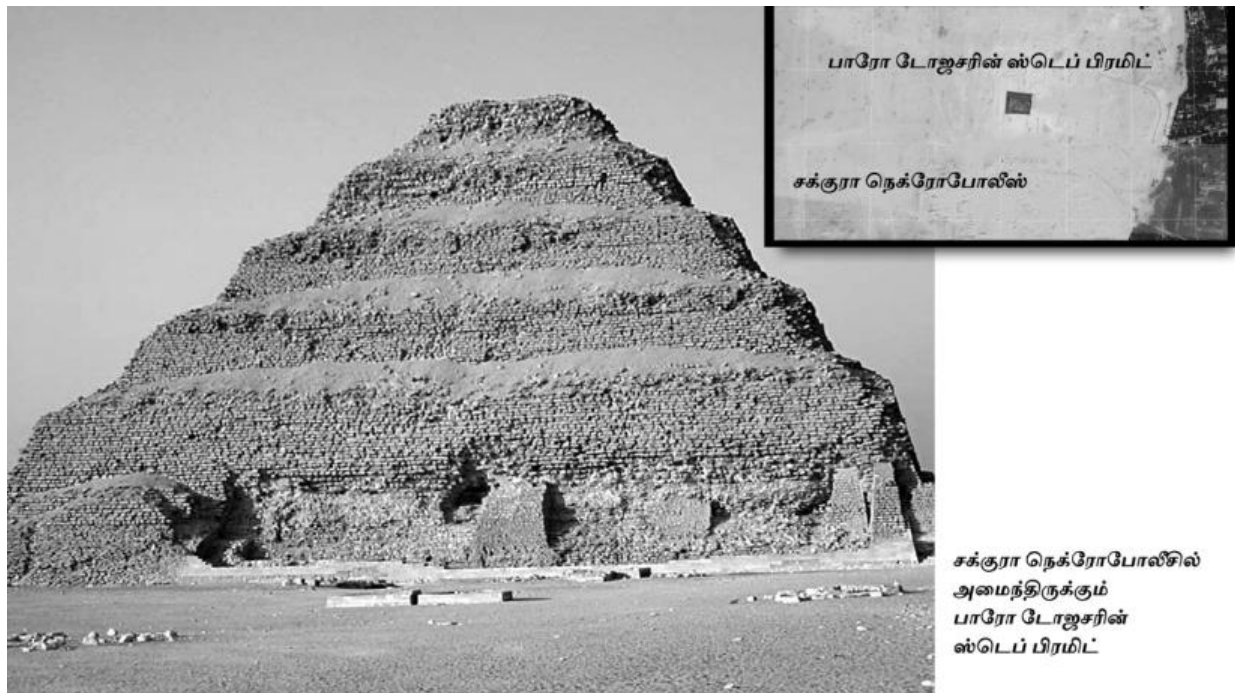 பாரோ டோஜசரின் ஸ்டெப் பிரமிட்
சக்குரா நெக்ரோபோலீஸ்
சக்குரா நெக்ரோபோலீசில்
அமைந்திருக்கும்
பாரோ டோஜசரின்
ஸ்டெப் பிரமிட்